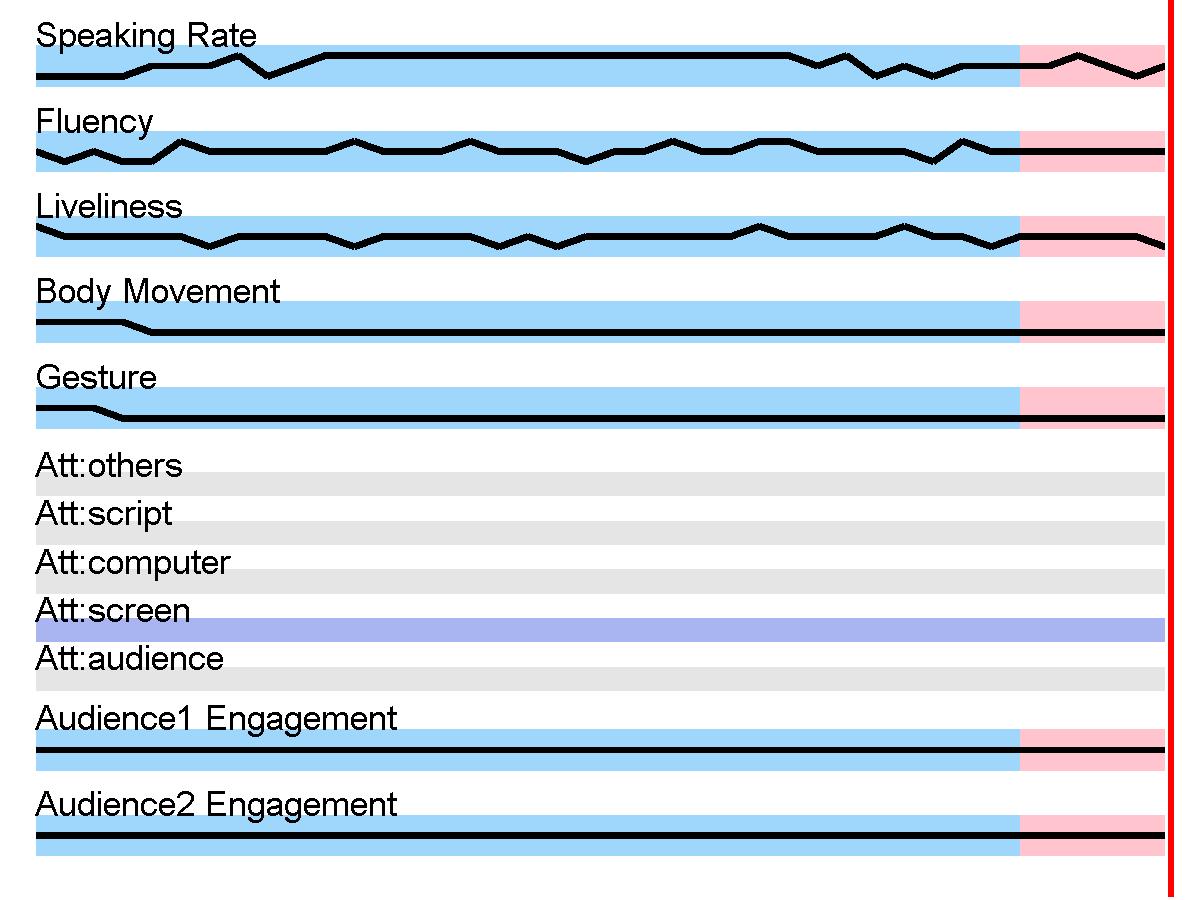 Speaking Rate
Fluency
Liveliness
Body Movement
Gesture
Att:others
Att:script
Att:computer
Att:screen
Att:audience
Audience1 Engagement
Audience2 Engagement